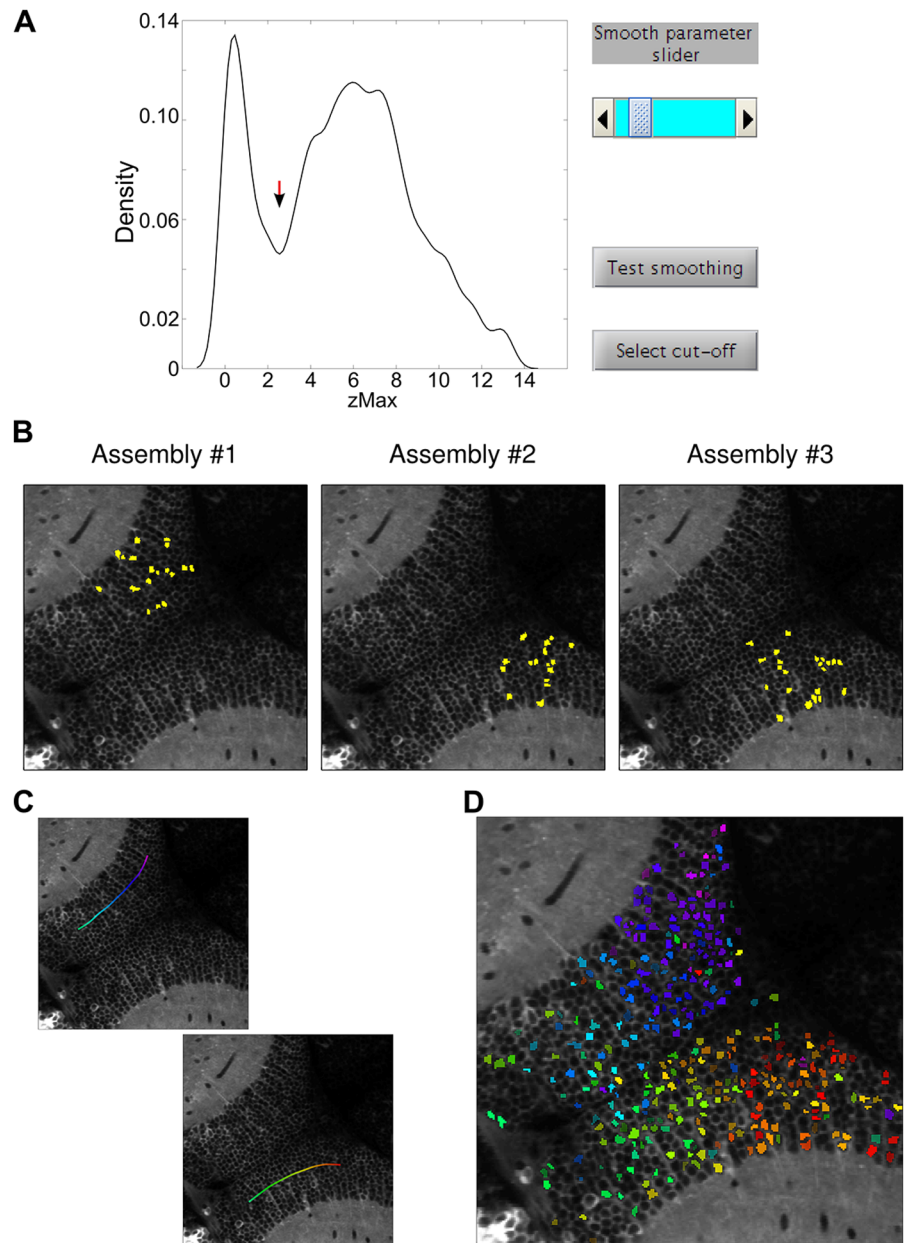 A
0.14
0.10
0.06
0.02
0
Density
0 2 4 6 8 10 12 14
zMax
Smooth parameter
slider
Test smoothing
Select cut-off
B
Assembly #1 Assembly #2 Assembly #3
C
D